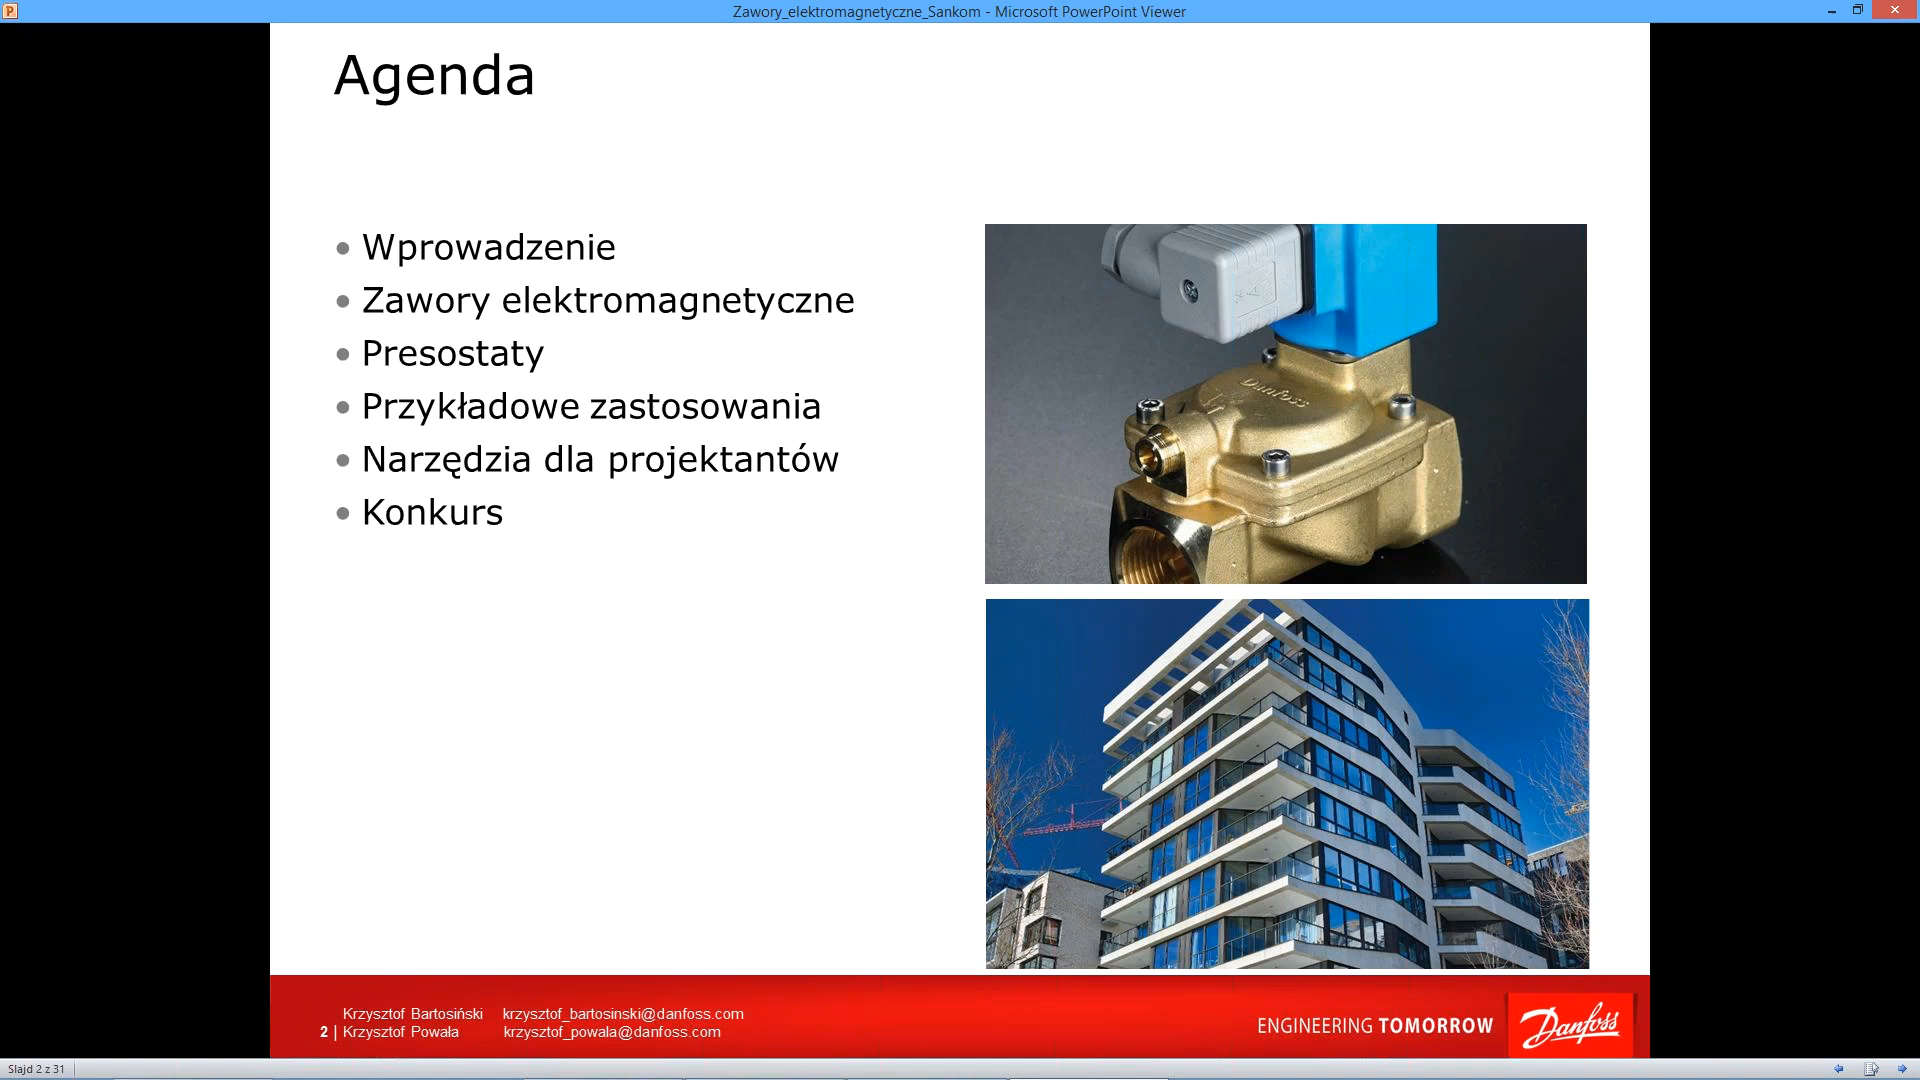 Zawory_elektromagnetyczne_Sankom - Microsoft PowerPoint Viewer
Agenda
Wprowadzenie
Zawory elektromagnetyczne
Presostaty
Przykładowe zastosowania
Narzędzia dla projektantów
Konkurs
Danfoss
Krzysztof Bartosiński krzysztof_bartosinski@danfoss.com
2 | Krzysztof Powała krzysztof_powala@danfoss.com
ENGINEERING TOMORROW
Danfoss
Slajd 2 z 31